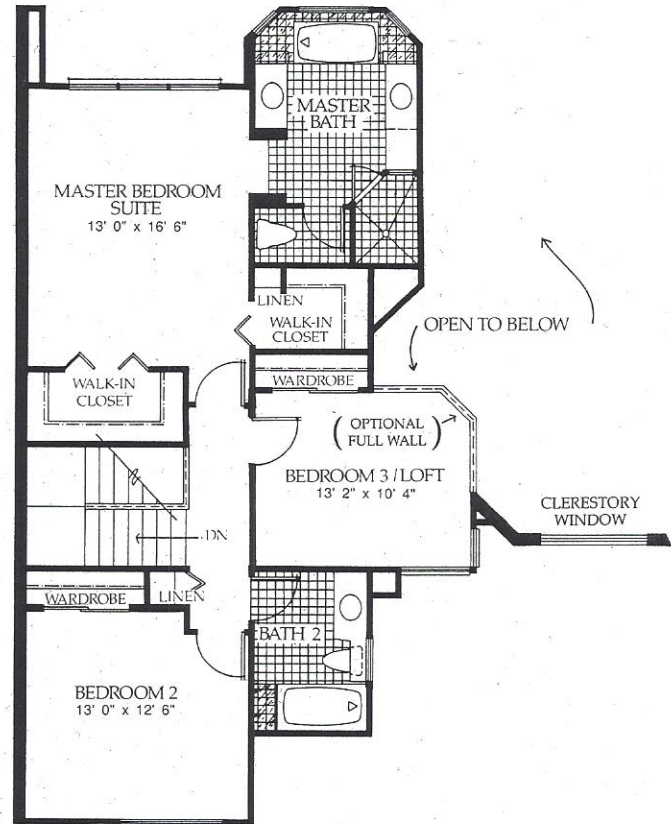 MASTER
BATH
MASTER BEDROOM
SUITE
13' 0" x 16' 6"
LINEN
WALK-IN
CLOSET
OPEN TO BELOW
WALK-IN
CLOSET
WARDROBE
(OPTIONAL
FULL WALL)
BEDROOM 3 / LOFT
13' 2" x 10' 4"
CLERESTORY
WINDOW
DN
WARDROBE
LINEN
BATH 2
BEDROOM 2
13' 0" x 12' 6"